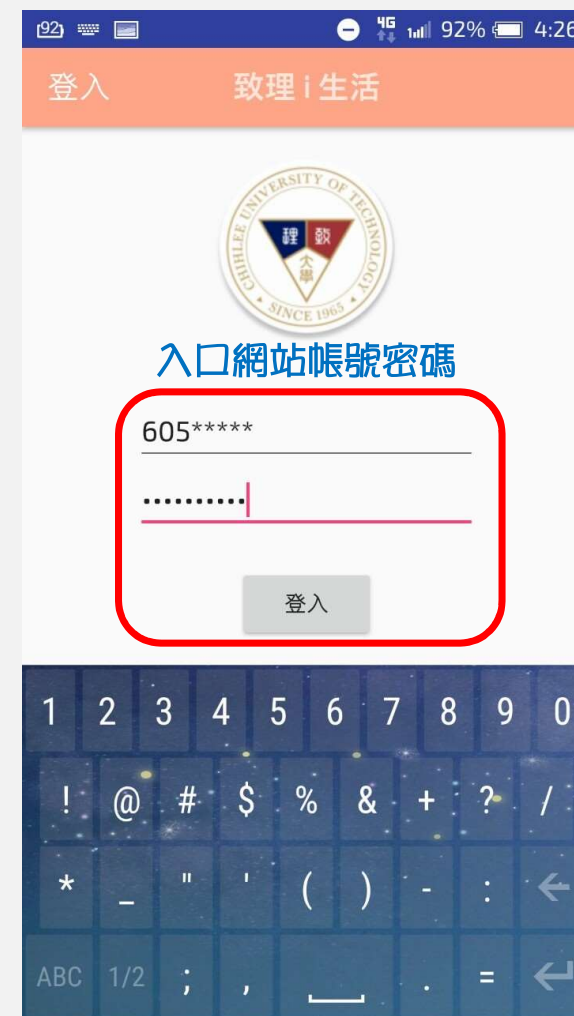 92 4G 92% 4:26
登入 致理 i 生活
CHIHLEE UNIVERSITY OF TECHNOLOGY
理 致
大學
SINCE 1965
入口網站帳號密碼
605*****
••••••••••
登入
1 2 3 4 5 6 7 8 9 0
! @ # $ % & + ? /
* _ " ' ( ) - :
ABC 1/2 ; , . =